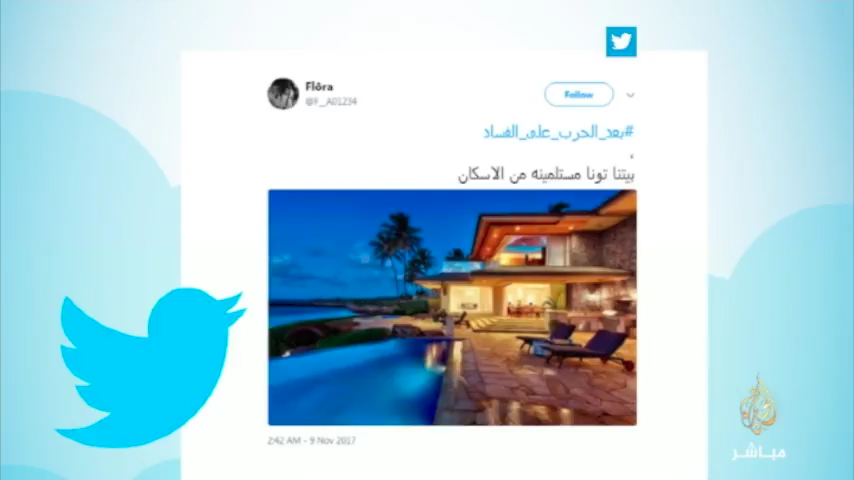 Flôra
@F_A01234
Follow
#بعد_الحرب_على_الفساد
،
بيتنا تونا مستلمينه من الاسكان
2:42 AM - 9 Nov 2017
مباشر